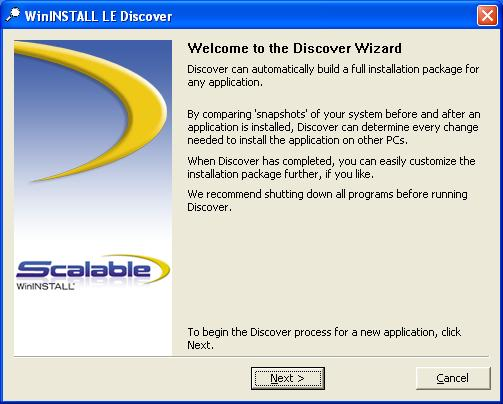 WinINSTALL LE Discover
Welcome to the Discover Wizard
Discover can automatically build a full installation package for
any application.
By comparing 'snapshots' of your system before and after an
application is installed, Discover can determine every change
needed to install the application on other PCs.
When Discover has completed, you can easily customize the
installation package further, if you like.
We recommend shutting down all programs before running
Discover.
Scalable
WinINSTALL
To begin the Discover process for a new application, click
Next.
Next >
Cancel